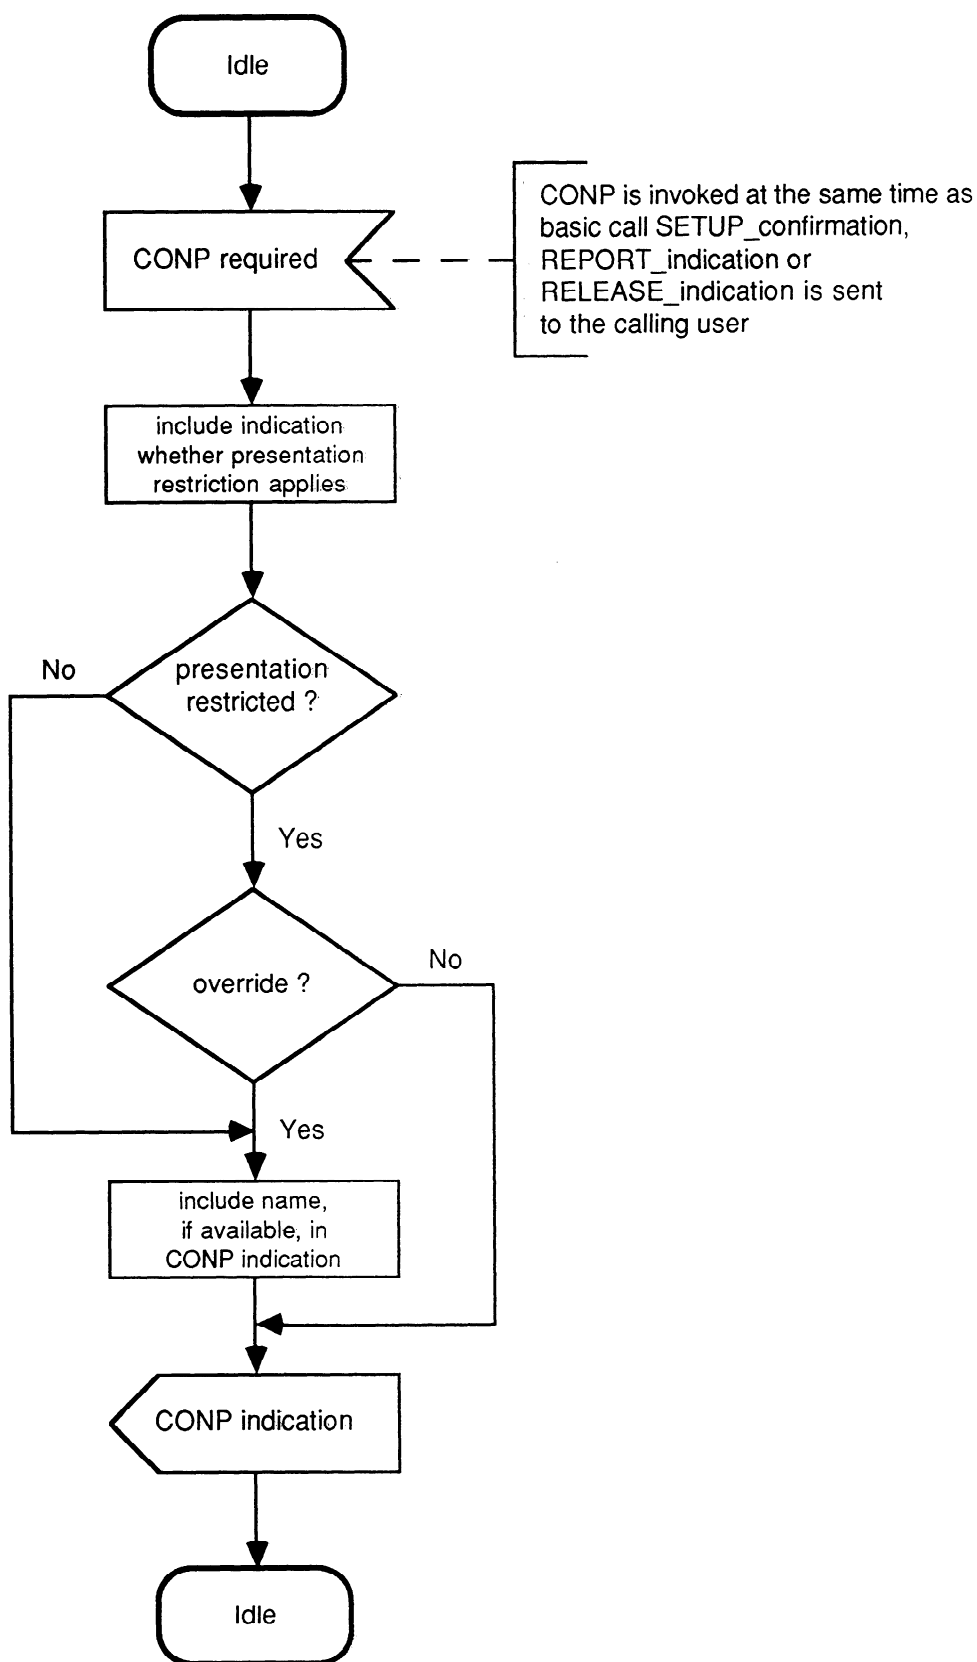 Idle
CONP required
CONP is invoked at the same time as
basic call SETUP_confirmation,
REPORT_indication or
RELEASE_indication is sent
to the calling user
include indication
whether presentation
restriction applies
No
presentation
restricted ?
Yes
No
override ?
Yes
include name,
if available, in
CONP indication
CONP indication
Idle